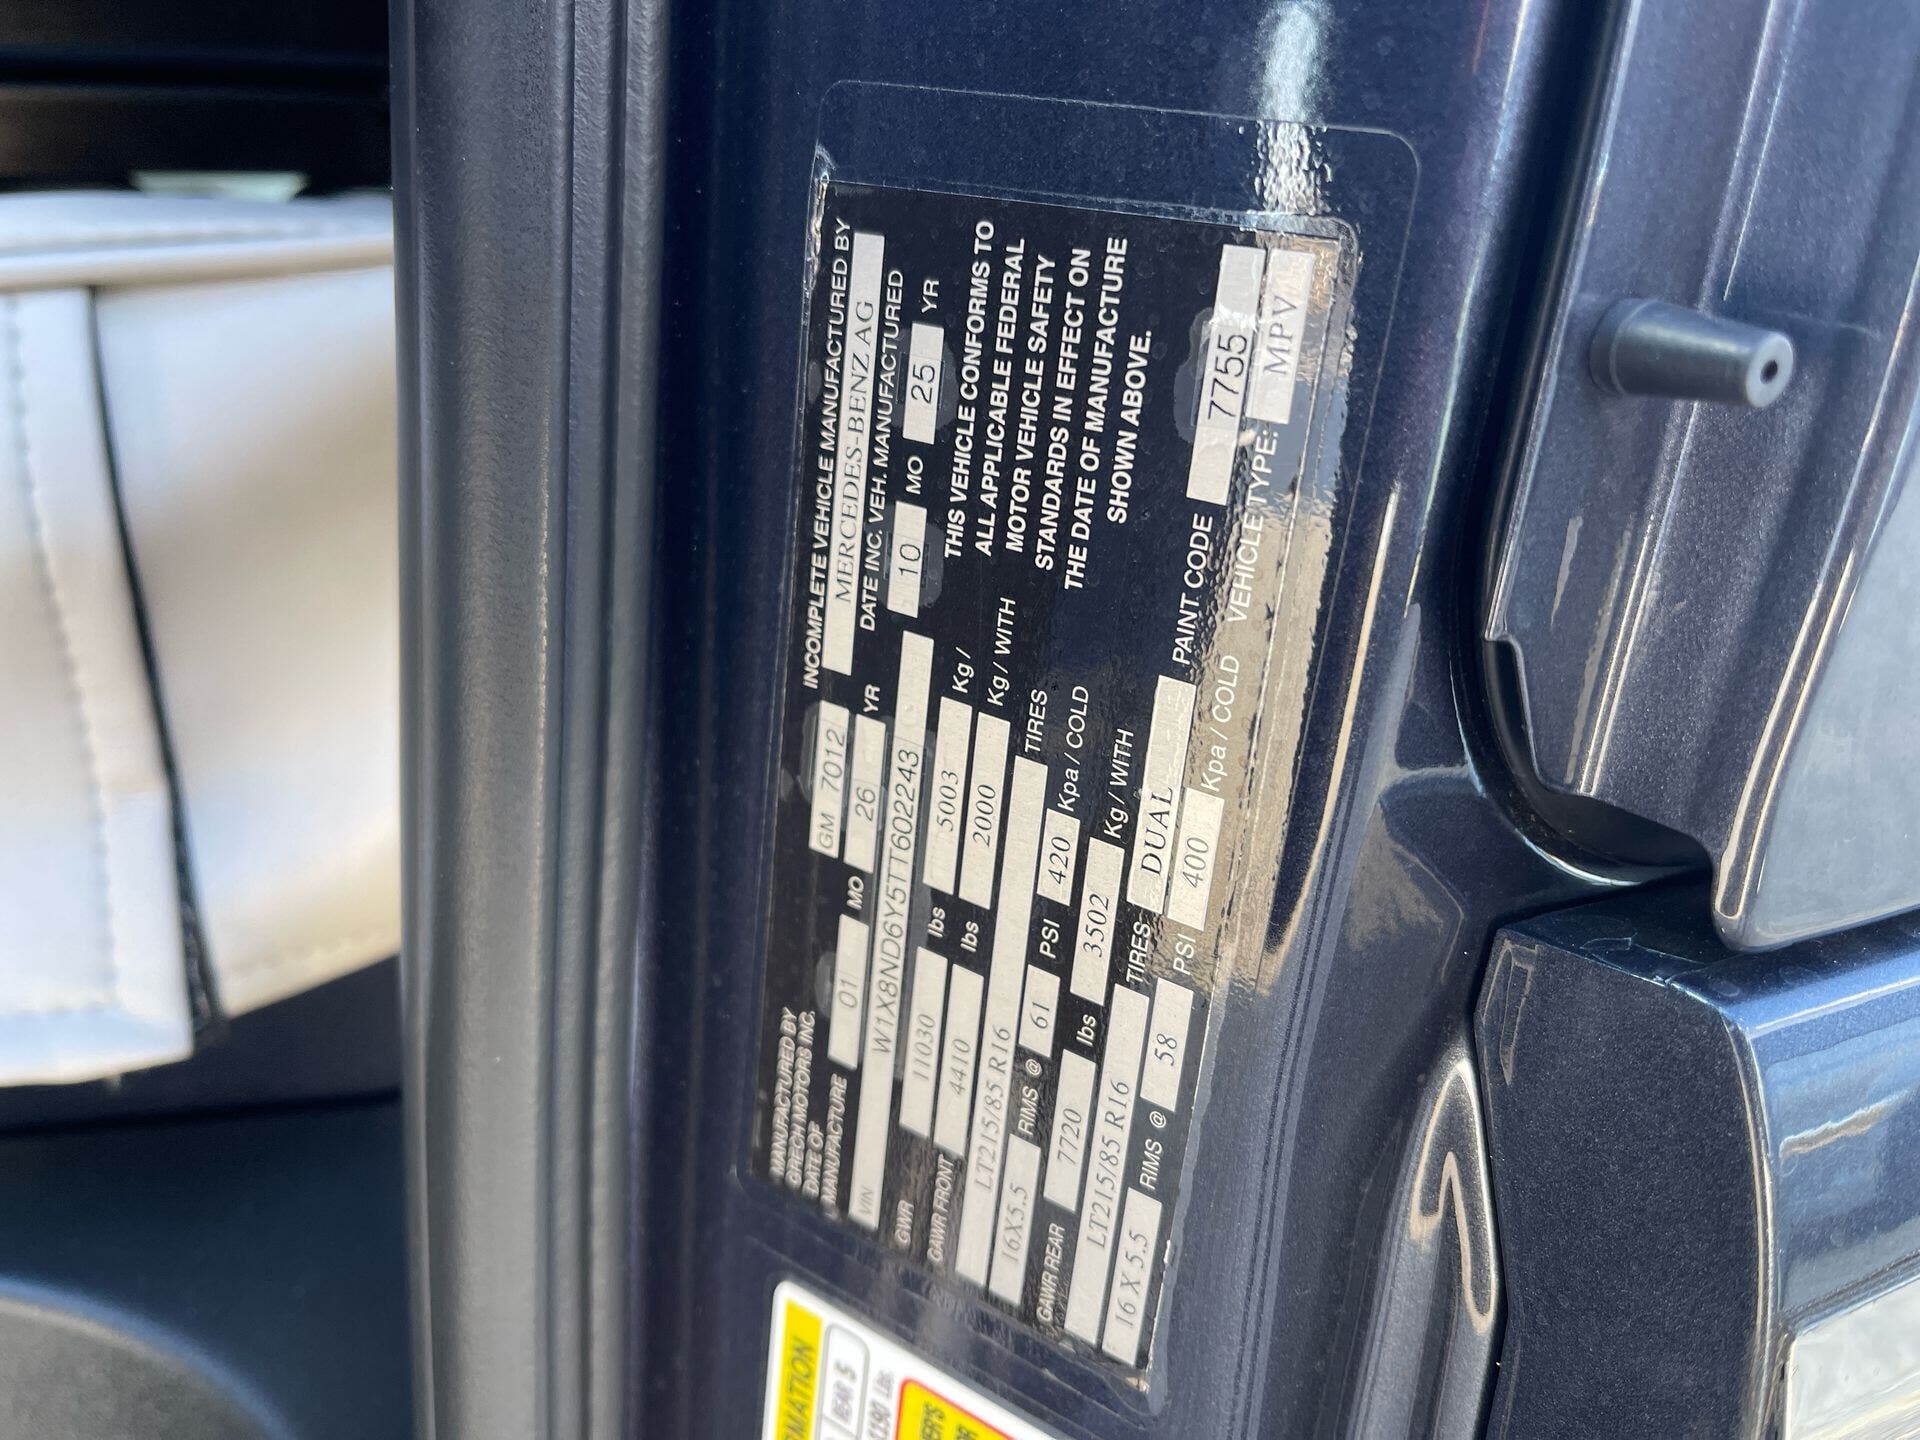 MANUFACTURED BY
GRECH MOTORS INC.
GM 7012
INCOMPLETE VEHICLE MANUFACTURED BY
MERCEDES-BENZ AG
DATE OF
MANUFACTURE
01 MO 26 YR
DATE INC. VEH. MANUFACTURED
10 MO 25 YR
VIN W1X8ND6Y5TT602243
GWR 11030 lbs 5003 Kg /
GAWR FRONT 4410 lbs 2000 Kg / WITH
LT215/85 R16 TIRES
16X5.5 RIMS @ 61 PSI 420 Kpa / COLD
GAWR REAR 7720 lbs 3502 Kg / WITH
LT215/85 R16 TIRES DUAL
16 X 5.5 RIMS @ 58 PSI 400 Kpa / COLD
THIS VEHICLE CONFORMS TO
ALL APPLICABLE FEDERAL
MOTOR VEHICLE SAFETY
STANDARDS IN EFFECT ON
THE DATE OF MANUFACTURE
SHOWN ABOVE.
PAINT CODE 7755
VEHICLE TYPE: MPV
REAR 5